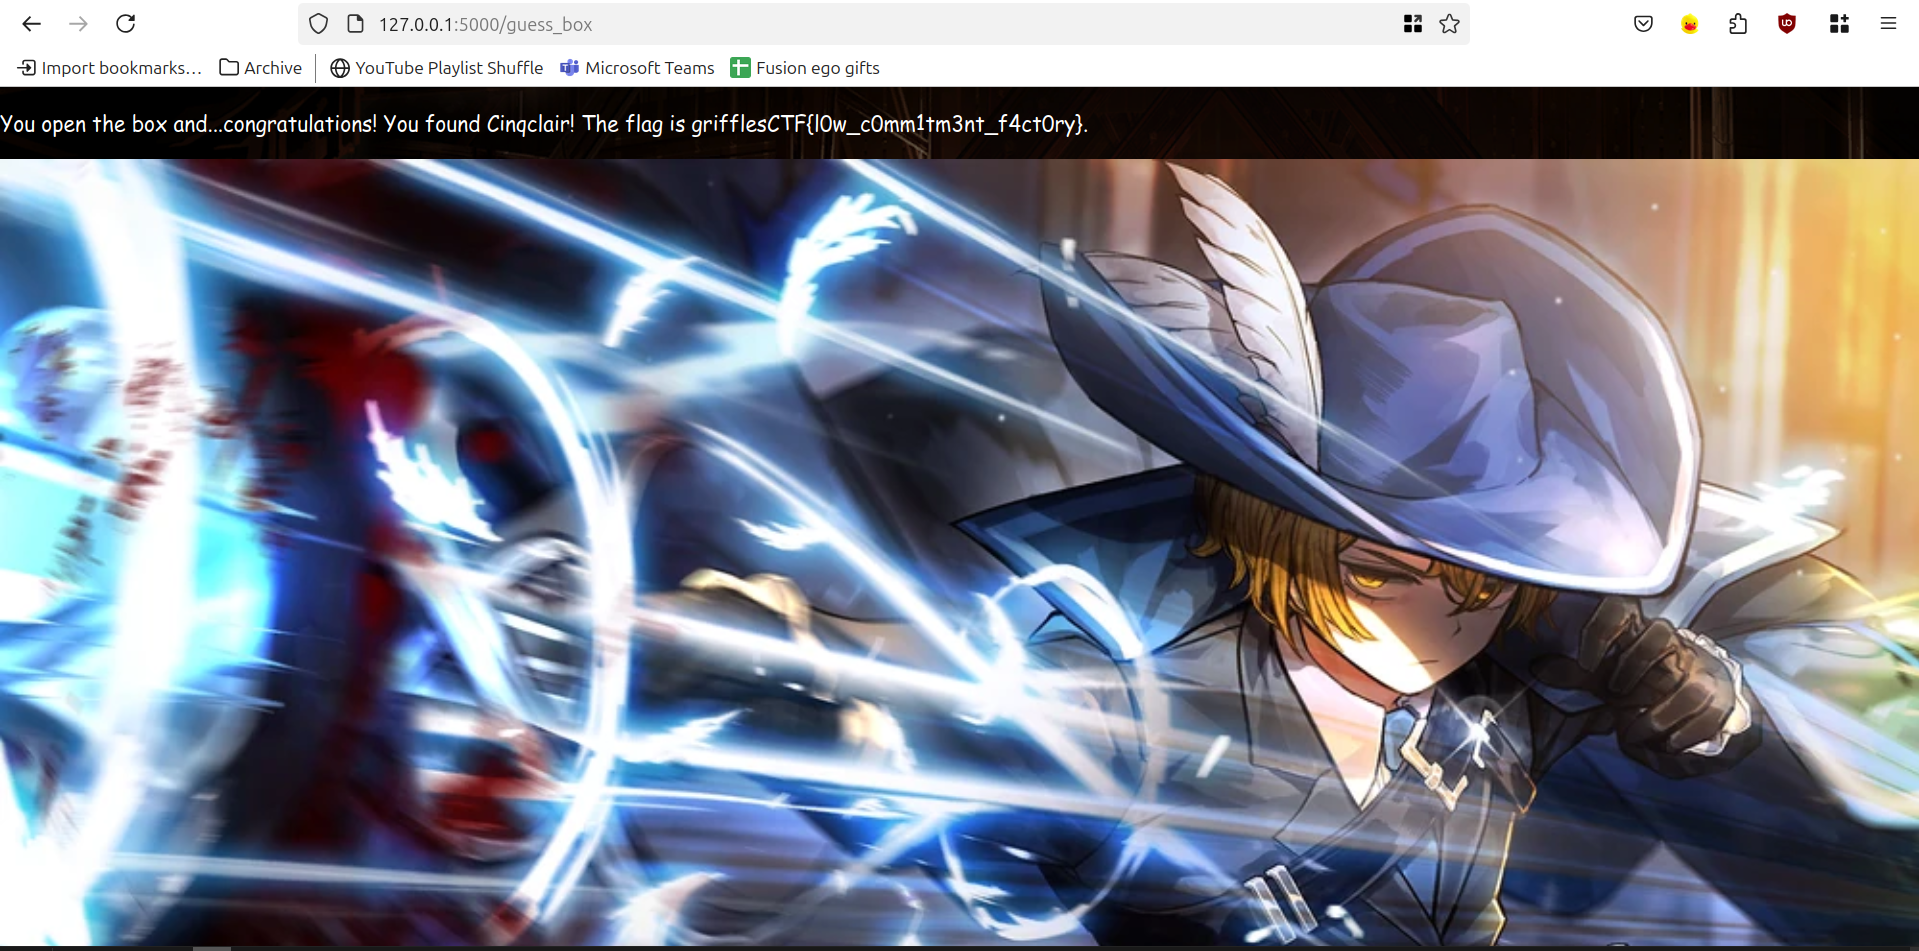 127.0.0.1:5000/guess_box
Import bookmarks... Archive YouTube Playlist Shuffle Microsoft Teams Fusion ego gifts
You open the box and...congratulations! You found Cinqclair! The flag is grifflesCTF{l0w_c0mm1tm3nt_f4ct0ry}.